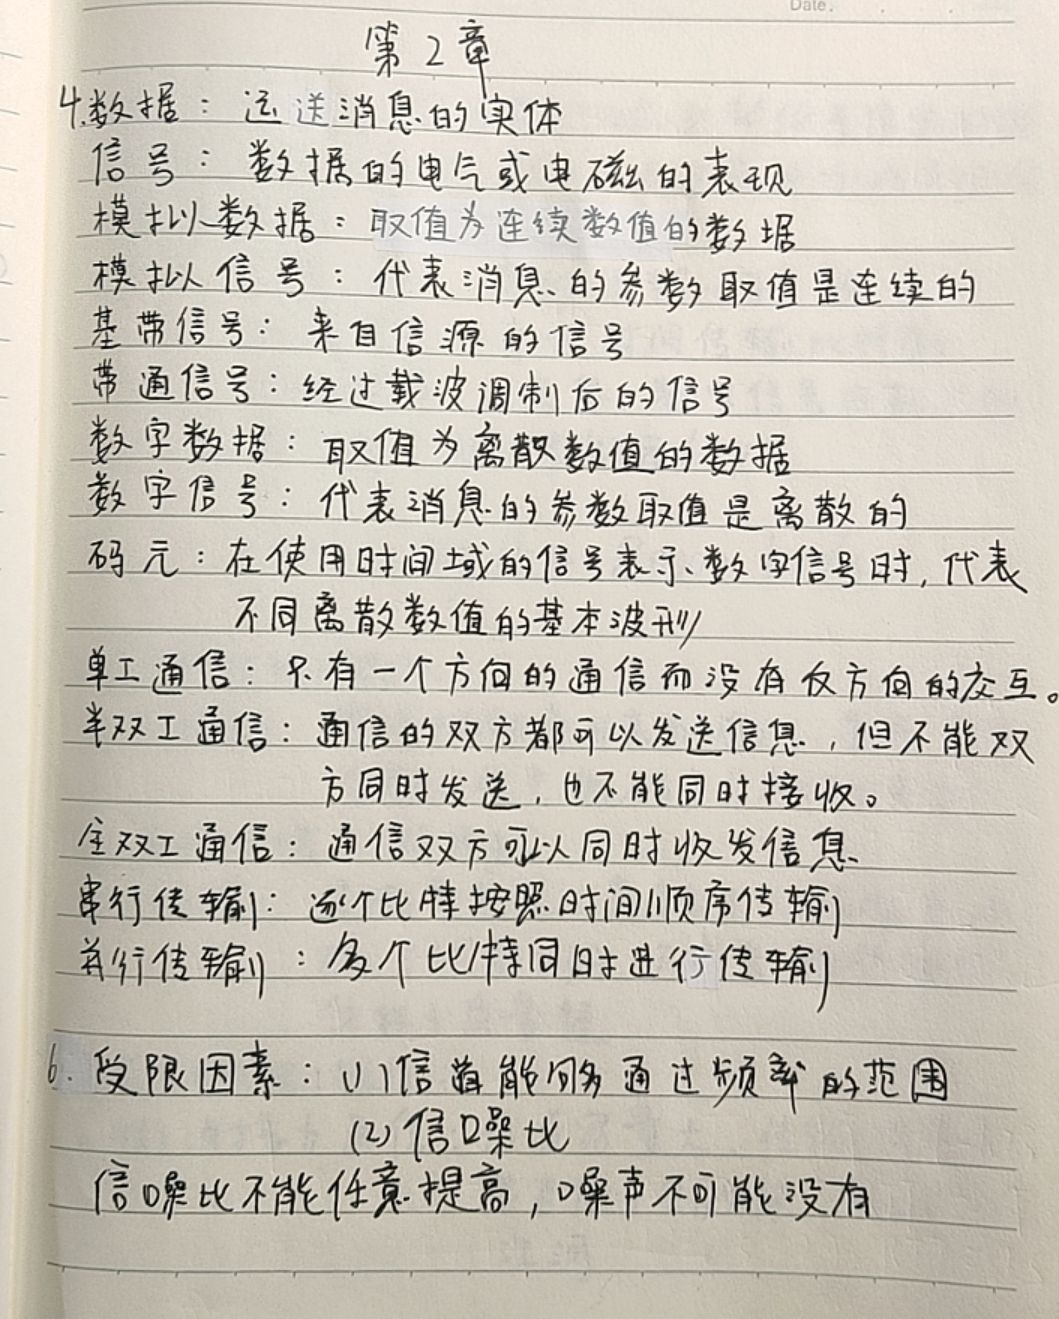 Date.
第2章
4.数据：运送消息的实体
信号：数据的电气或电磁的表现
模拟数据：取值为连续数值的数据
模拟信号：代表消息的参数取值是连续的
基带信号：来自信源的信号
带通信号：经过载波调制后的信号
数字数据：取值为离散数值的数据
数字信号：代表消息的参数取值是离散的
码元：在使用时间域的信号表示数字信号时，代表
不同离散数值的基本波形
单工通信：只有一个方向的通信而没有反方向的交互。
半双工通信：通信的双方都可以发送信息，但不能双
方同时发送，也不能同时接收。
全双工通信：通信双方可以同时收发信息
串行传输：逐个比特按照时间顺序传输
并行传输：多个比特同时进行传输
6.受限因素：(1)信道能够通过频率的范围
(2)信噪比
信噪比不能任意提高，噪声不可能没有